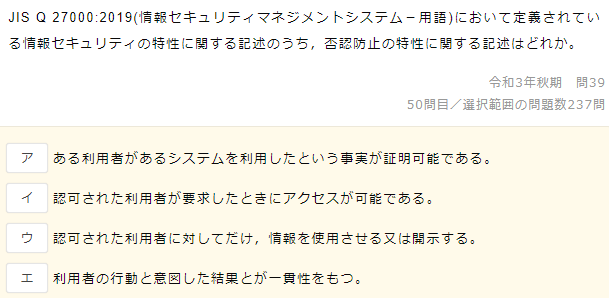 JIS Q 27000:2019(情報セキュリティマネジメントシステム－用語)において定義されてい
る情報セキュリティの特性に関する記述のうち，否認防止の特性に関する記述はどれか。
令和3年秋期　問39
50問目／選択範囲の問題数237問
ア ある利用者があるシステムを利用したという事実が証明可能である。
イ 認可された利用者が要求したときにアクセスが可能である。
ウ 認可された利用者に対してだけ，情報を使用させる又は開示する。
エ 利用者の行動と意図した結果とが一貫性をもつ。